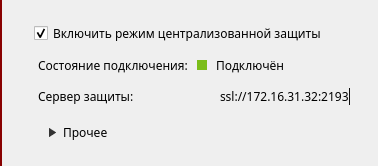 Включить режим централизованной защиты
Состояние подключения: Подключён
Сервер защиты: ssl://172.16.31.32:2193
Прочее